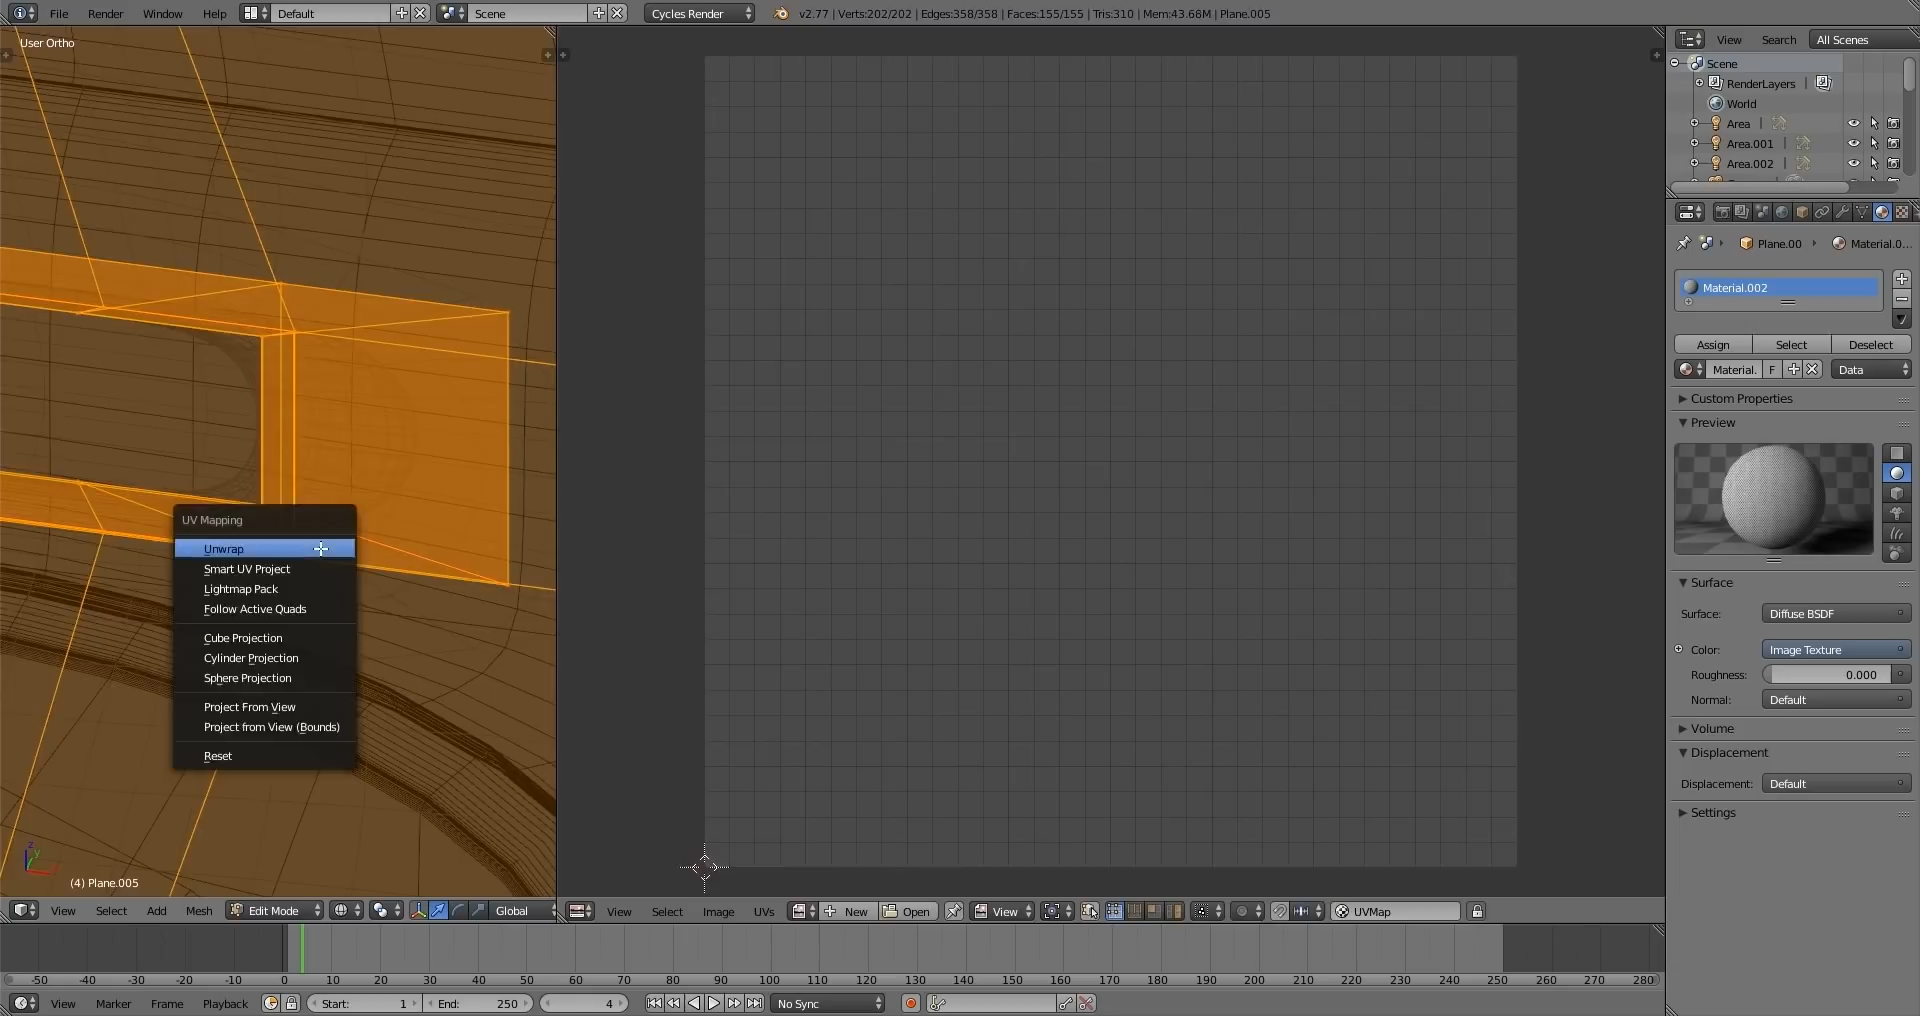 File Render Window Help Default Scene Cycles Render v2.77 | Verts:202/202 | Edges:358/358 | Faces:155/155 | Tris:310 | Mem:43.68M | Plane.005
User Ortho
View Search All Scenes
Scene
RenderLayers
World
Area
Area.001
Area.002
Plane.00 Material.0...
Material.002
Assign Select Deselect
Material. F Data
Custom Properties
Preview
Surface
Surface: Diffuse BSDF
Color: Image Texture
Roughness: 0.000
Normal: Default
Volume
Displacement
Displacement: Default
Settings
UV Mapping
Unwrap
Smart UV Project
Lightmap Pack
Follow Active Quads
Cube Projection
Cylinder Projection
Sphere Projection
Project From View
Project from View (Bounds)
Reset
z
y
(4) Plane.005
View Select Add Mesh Edit Mode Global
View Select Image UVs New Open View UVMap
-50 -40 -30 -20 -10 0 10 20 30 40 50 60 70 80 90 100 110 120 130 140 150 160 170 180 190 200 210 220 230 240 250 260 270 280
View Marker Frame Playback Start: 1 End: 250 4 No Sync